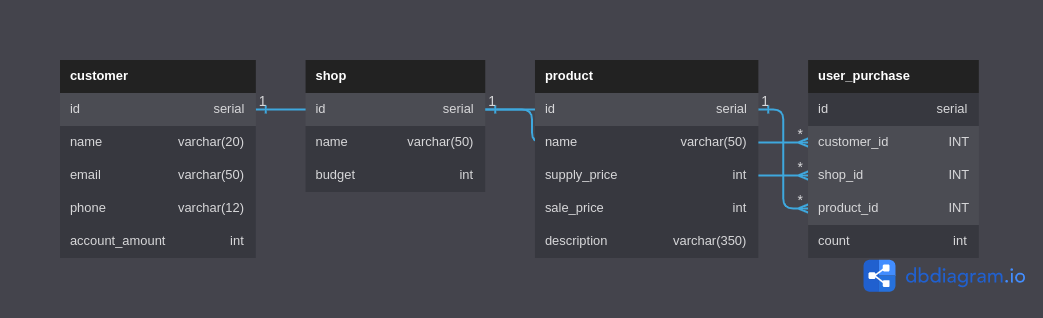 customer
id serial
name varchar(20)
email varchar(50)
phone varchar(12)
account_amount int
1
shop
id serial
name varchar(50)
budget int
1
product
id serial
name varchar(50)
supply_price int
sale_price int
description varchar(350)
1
user_purchase
id serial
* customer_id INT
* shop_id INT
* product_id INT
count int
dbdiagram.io